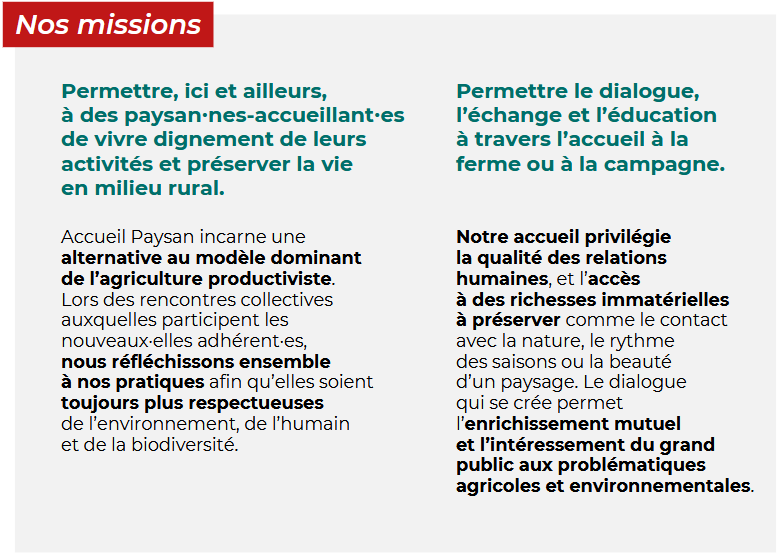 Nos missions
Permettre, ici et ailleurs,
à des paysan·nes-accueillant·es
de vivre dignement de leurs
activités et préserver la vie
en milieu rural.
Accueil Paysan incarne une
alternative au modèle dominant
de l’agriculture productiviste.
Lors des rencontres collectives
auxquelles participent les
nouveaux·elles adhérent·es,
nous réfléchissons ensemble
à nos pratiques afin qu’elles soient
toujours plus respectueuses
de l’environnement, de l’humain
et de la biodiversité.
Permettre le dialogue,
l’échange et l’éducation
à travers l’accueil à la
ferme ou à la campagne.
Notre accueil privilégie
la qualité des relations
humaines, et l’accès
à des richesses immatérielles
à préserver comme le contact
avec la nature, le rythme
des saisons ou la beauté
d’un paysage. Le dialogue
qui se crée permet
l’enrichissement mutuel
et l’intéressement du grand
public aux problématiques
agricoles et environnementales.